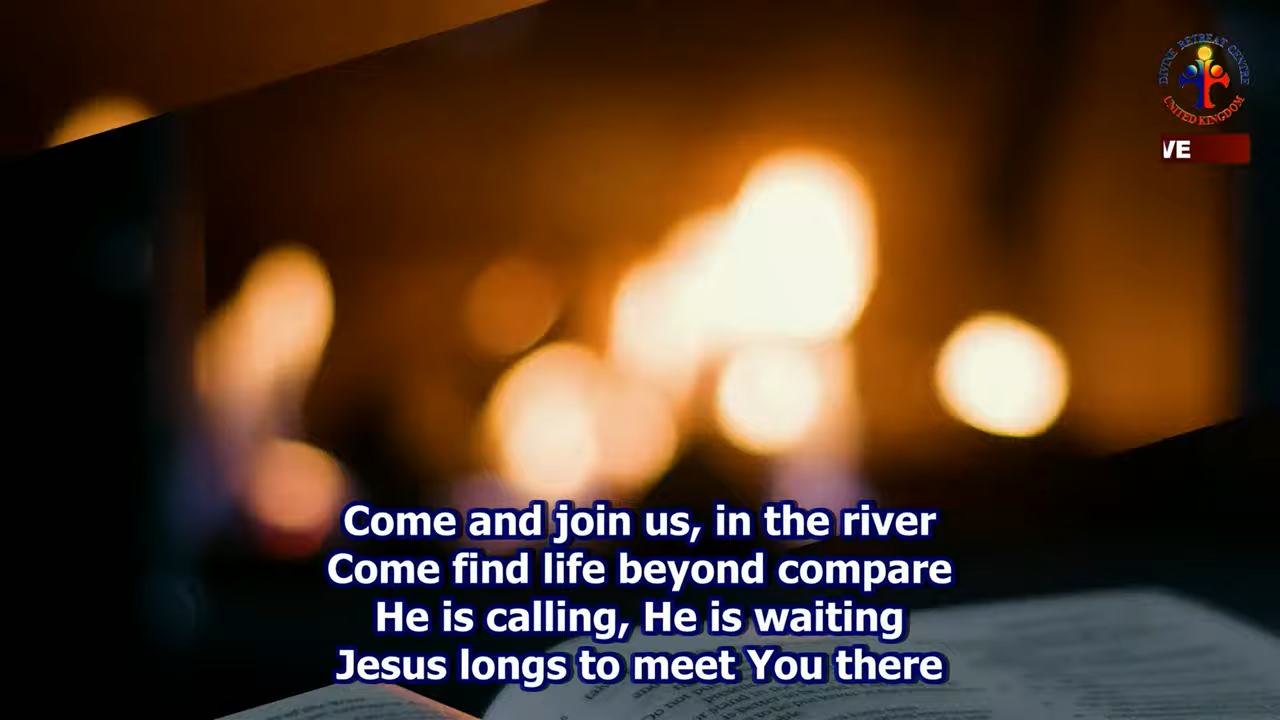 DIVINE RETREAT CENTRE
UNITED KINGDOM
VE
Come and join us, in the river
Come find life beyond compare
He is calling, He is waiting
Jesus longs to meet You there